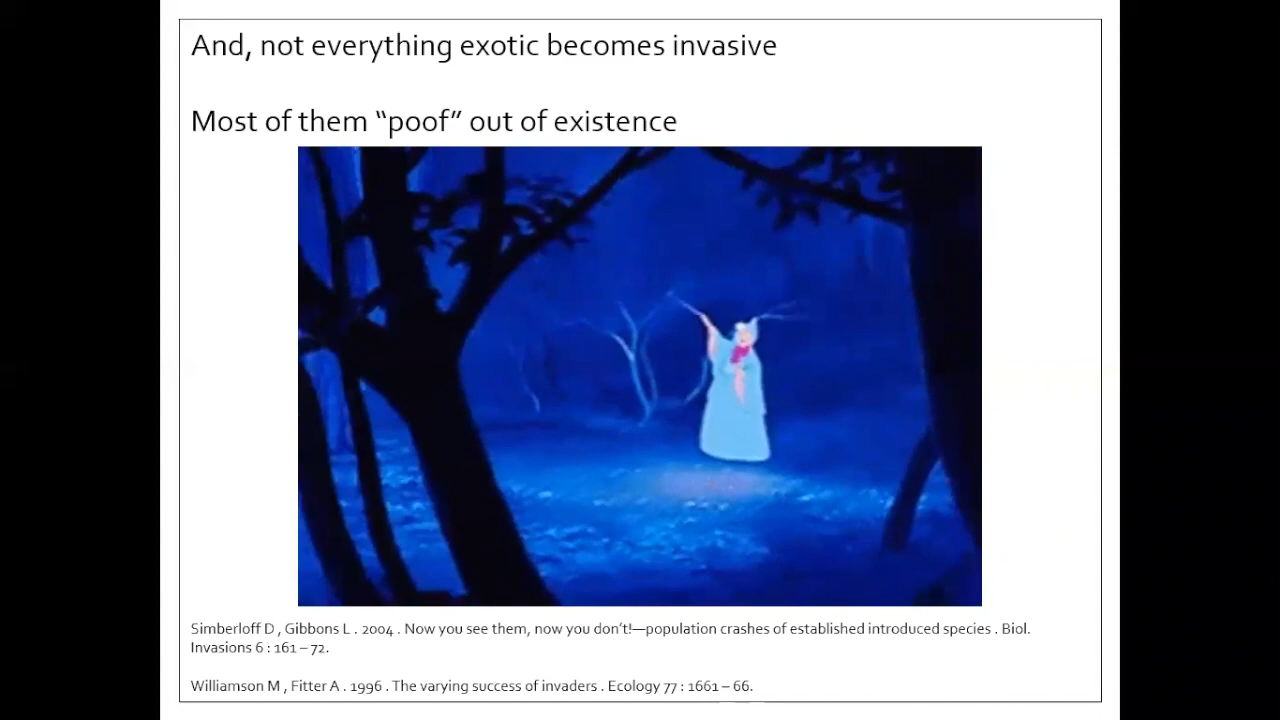 And, not everything exotic becomes invasive
Most of them “poof” out of existence
Simberloff D , Gibbons L . 2004 . Now you see them, now you don’t!—population crashes of established introduced species . Biol.
Invasions 6 : 161 – 72.
Williamson M , Fitter A . 1996 . The varying success of invaders . Ecology 77 : 1661 – 66.